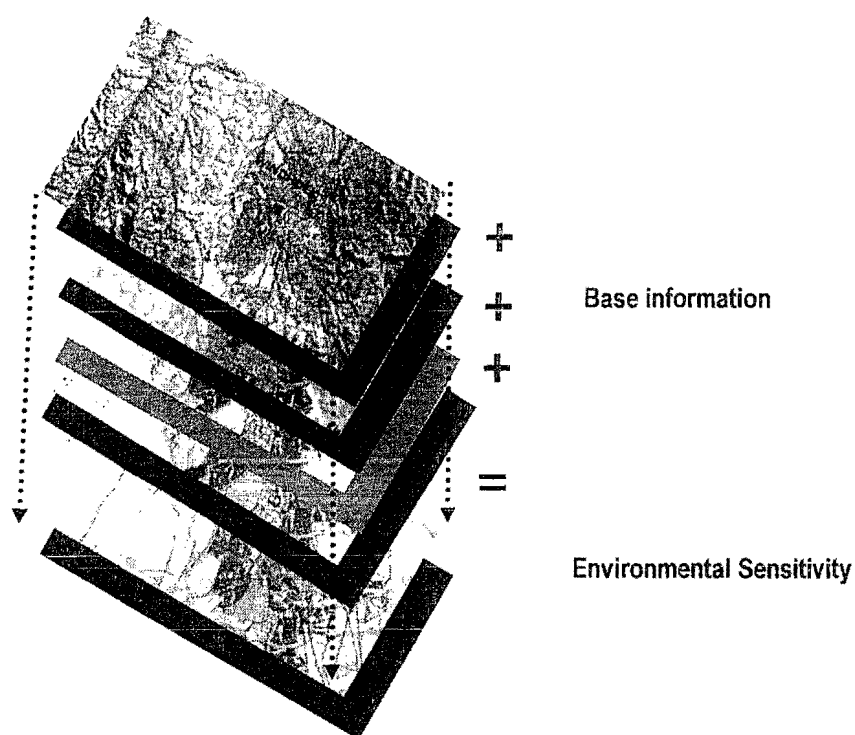 +
+
Base information
+
=
Environmental Sensitivity